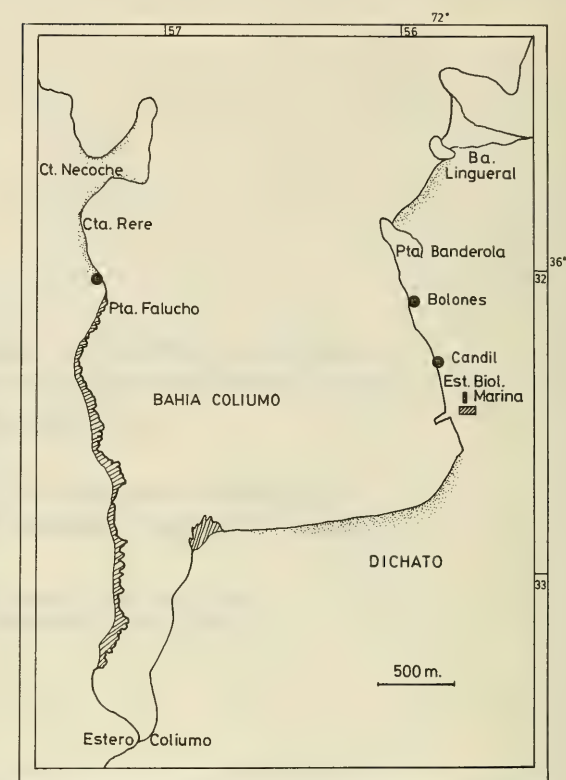 72°
57
56
Ct. Necoche
Ba.
Lingueral
Cta. Rere
Pta. Banderola
36°
32
Pta. Falucho
Bolones
Candil
Est. Biol.
Marina
BAHIA COLIUMO
DICHATO
33
500 m.
Estero Coliumo